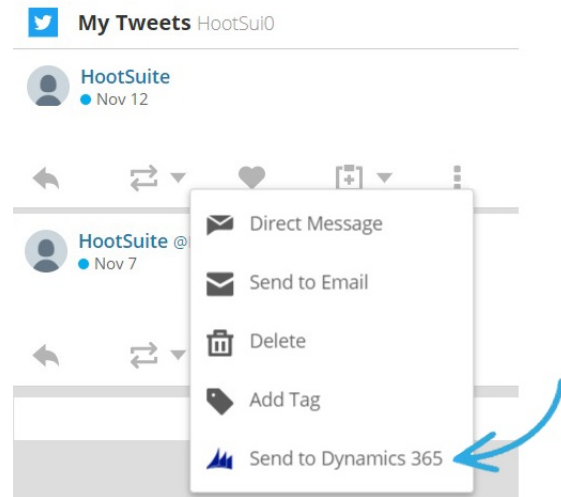 My Tweets HootSui0
HootSuite
Nov 12
Direct Message
HootSuite @
Nov 7
Send to Email
Delete
Add Tag
Send to Dynamics 365